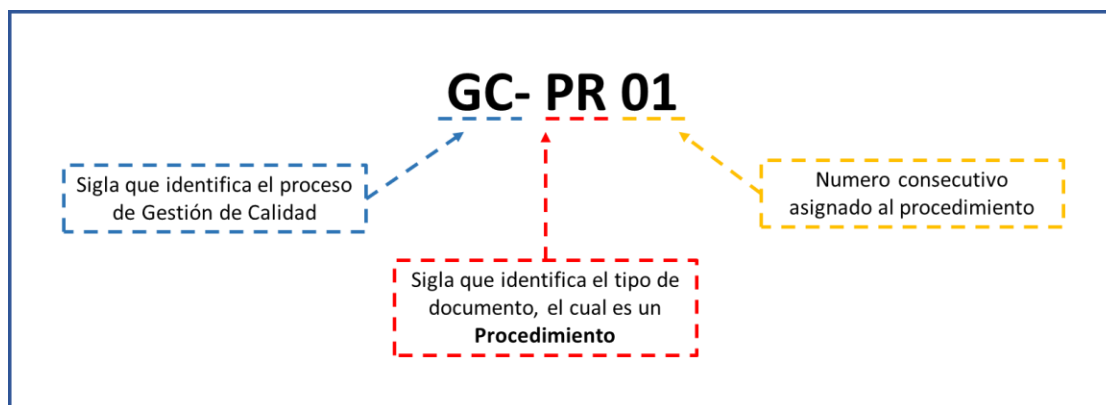 GC- PR 01
Sigla que identifica el proceso
de Gestión de Calidad
Numero consecutivo
asignado al procedimiento
Sigla que identifica el tipo de
documento, el cual es un
Procedimiento